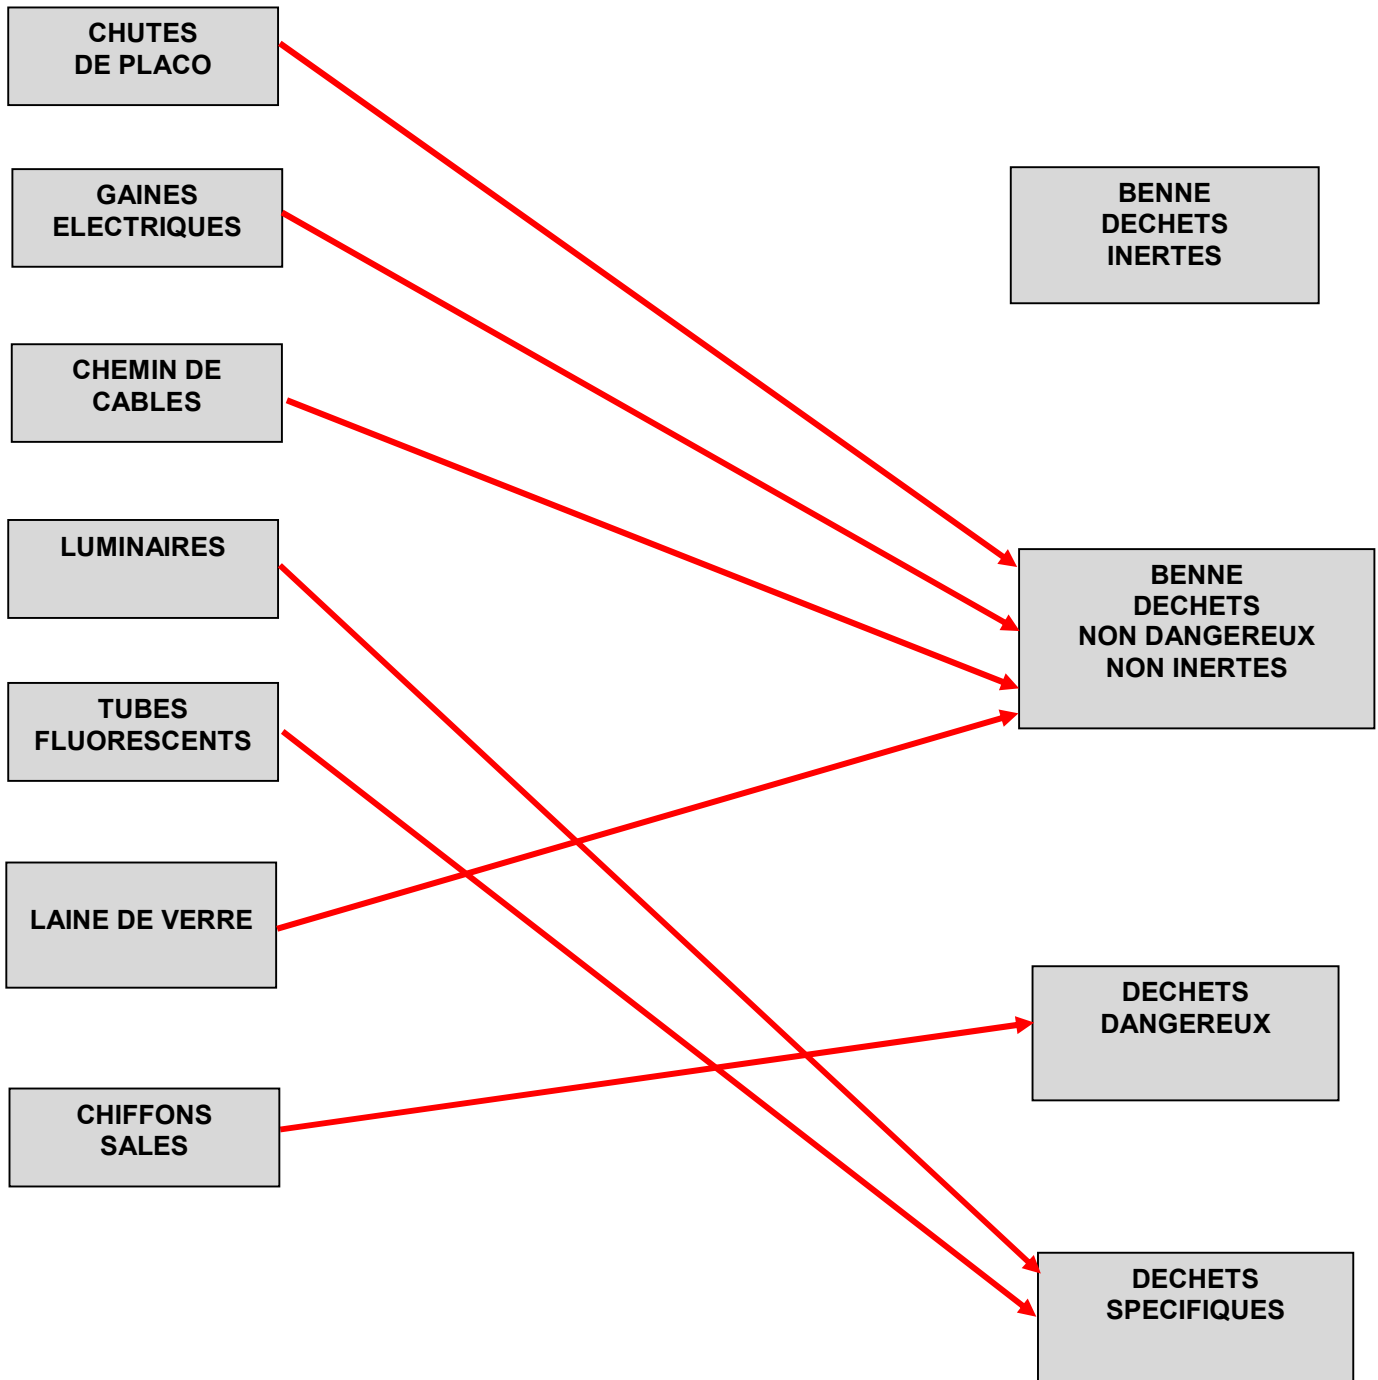 CHUTES
DE PLACO
GAINES
ELECTRIQUES
CHEMIN DE
CABLES
LUMINAIRES
TUBES
FLUORESCENTS
LAINE DE VERRE
CHIFFONS
SALES
BENNE
DECHETS
INERTES
BENNE
DECHETS
NON DANGEREUX
NON INERTES
DECHETS
DANGEREUX
DECHETS
SPECIFIQUES